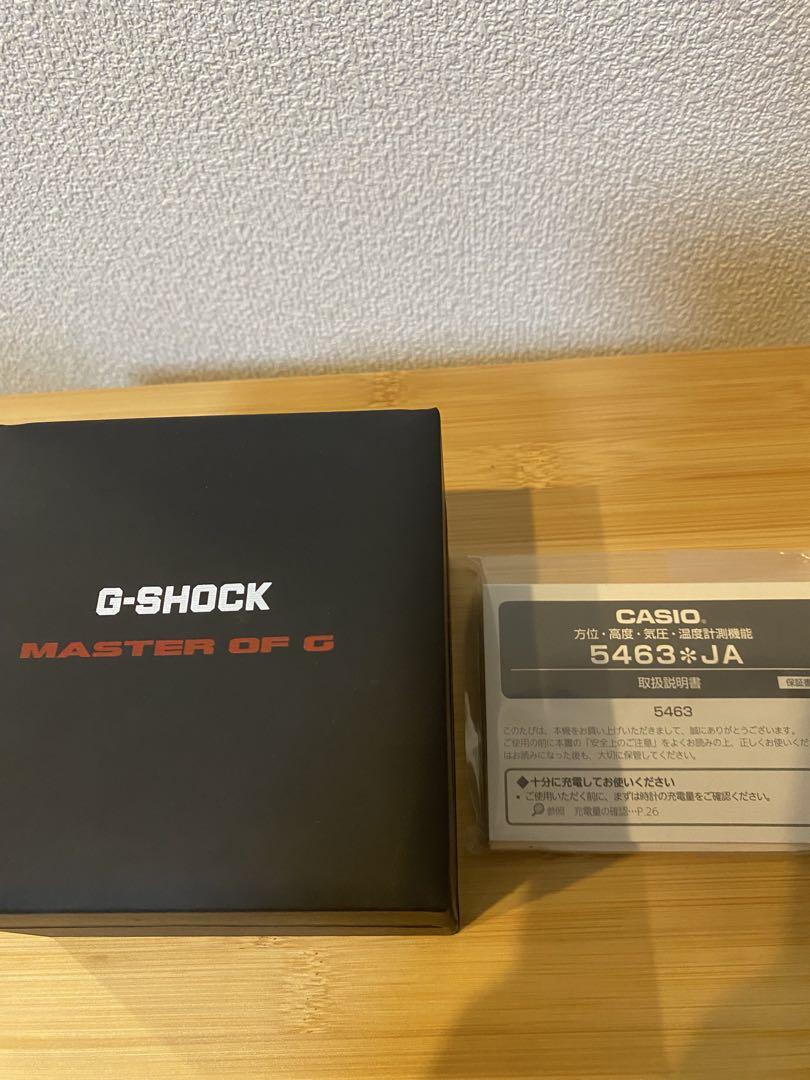 G-SHOCK
MASTER OF G
CASIO®
方位・高度・気圧・温度計測機能
5463*JA
取扱説明書
保証書
5463
このたびは、本機をお買い上げいただきまして、誠にありがとうございます。
ご使用の前に本書の「安全上のご注意」をよくお読みの上、正しくお使いくだ
はお読みになった後も、大切に保管してください。
◆十分に充電してお使いください
• ご使用いただく前に、まずは時計の充電量をご確認ください。
参照 充電量の確認…P.26